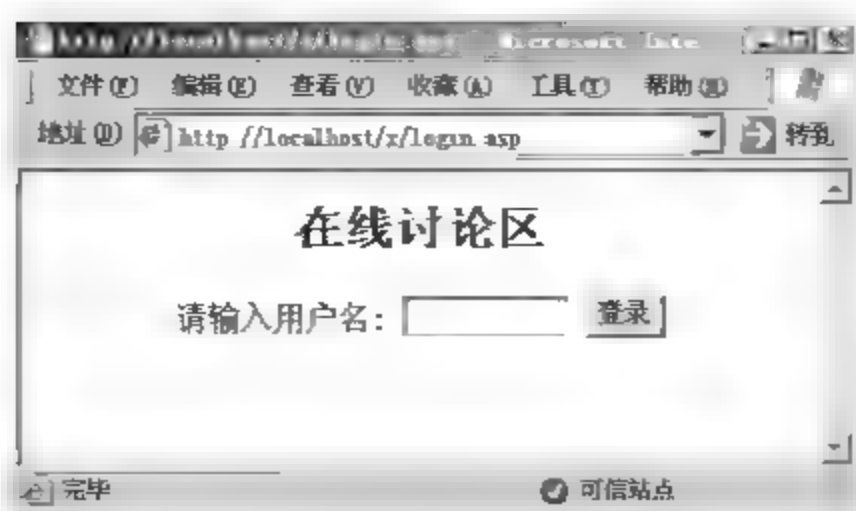 Microsoft Inte
文件(F) 编辑(E) 查看(V) 收藏(A) 工具(T) 帮助(H)
地址(D) http://localhost/x/login.asp 转到
在线讨论区
请输入用户名: 登录
完毕 可信站点